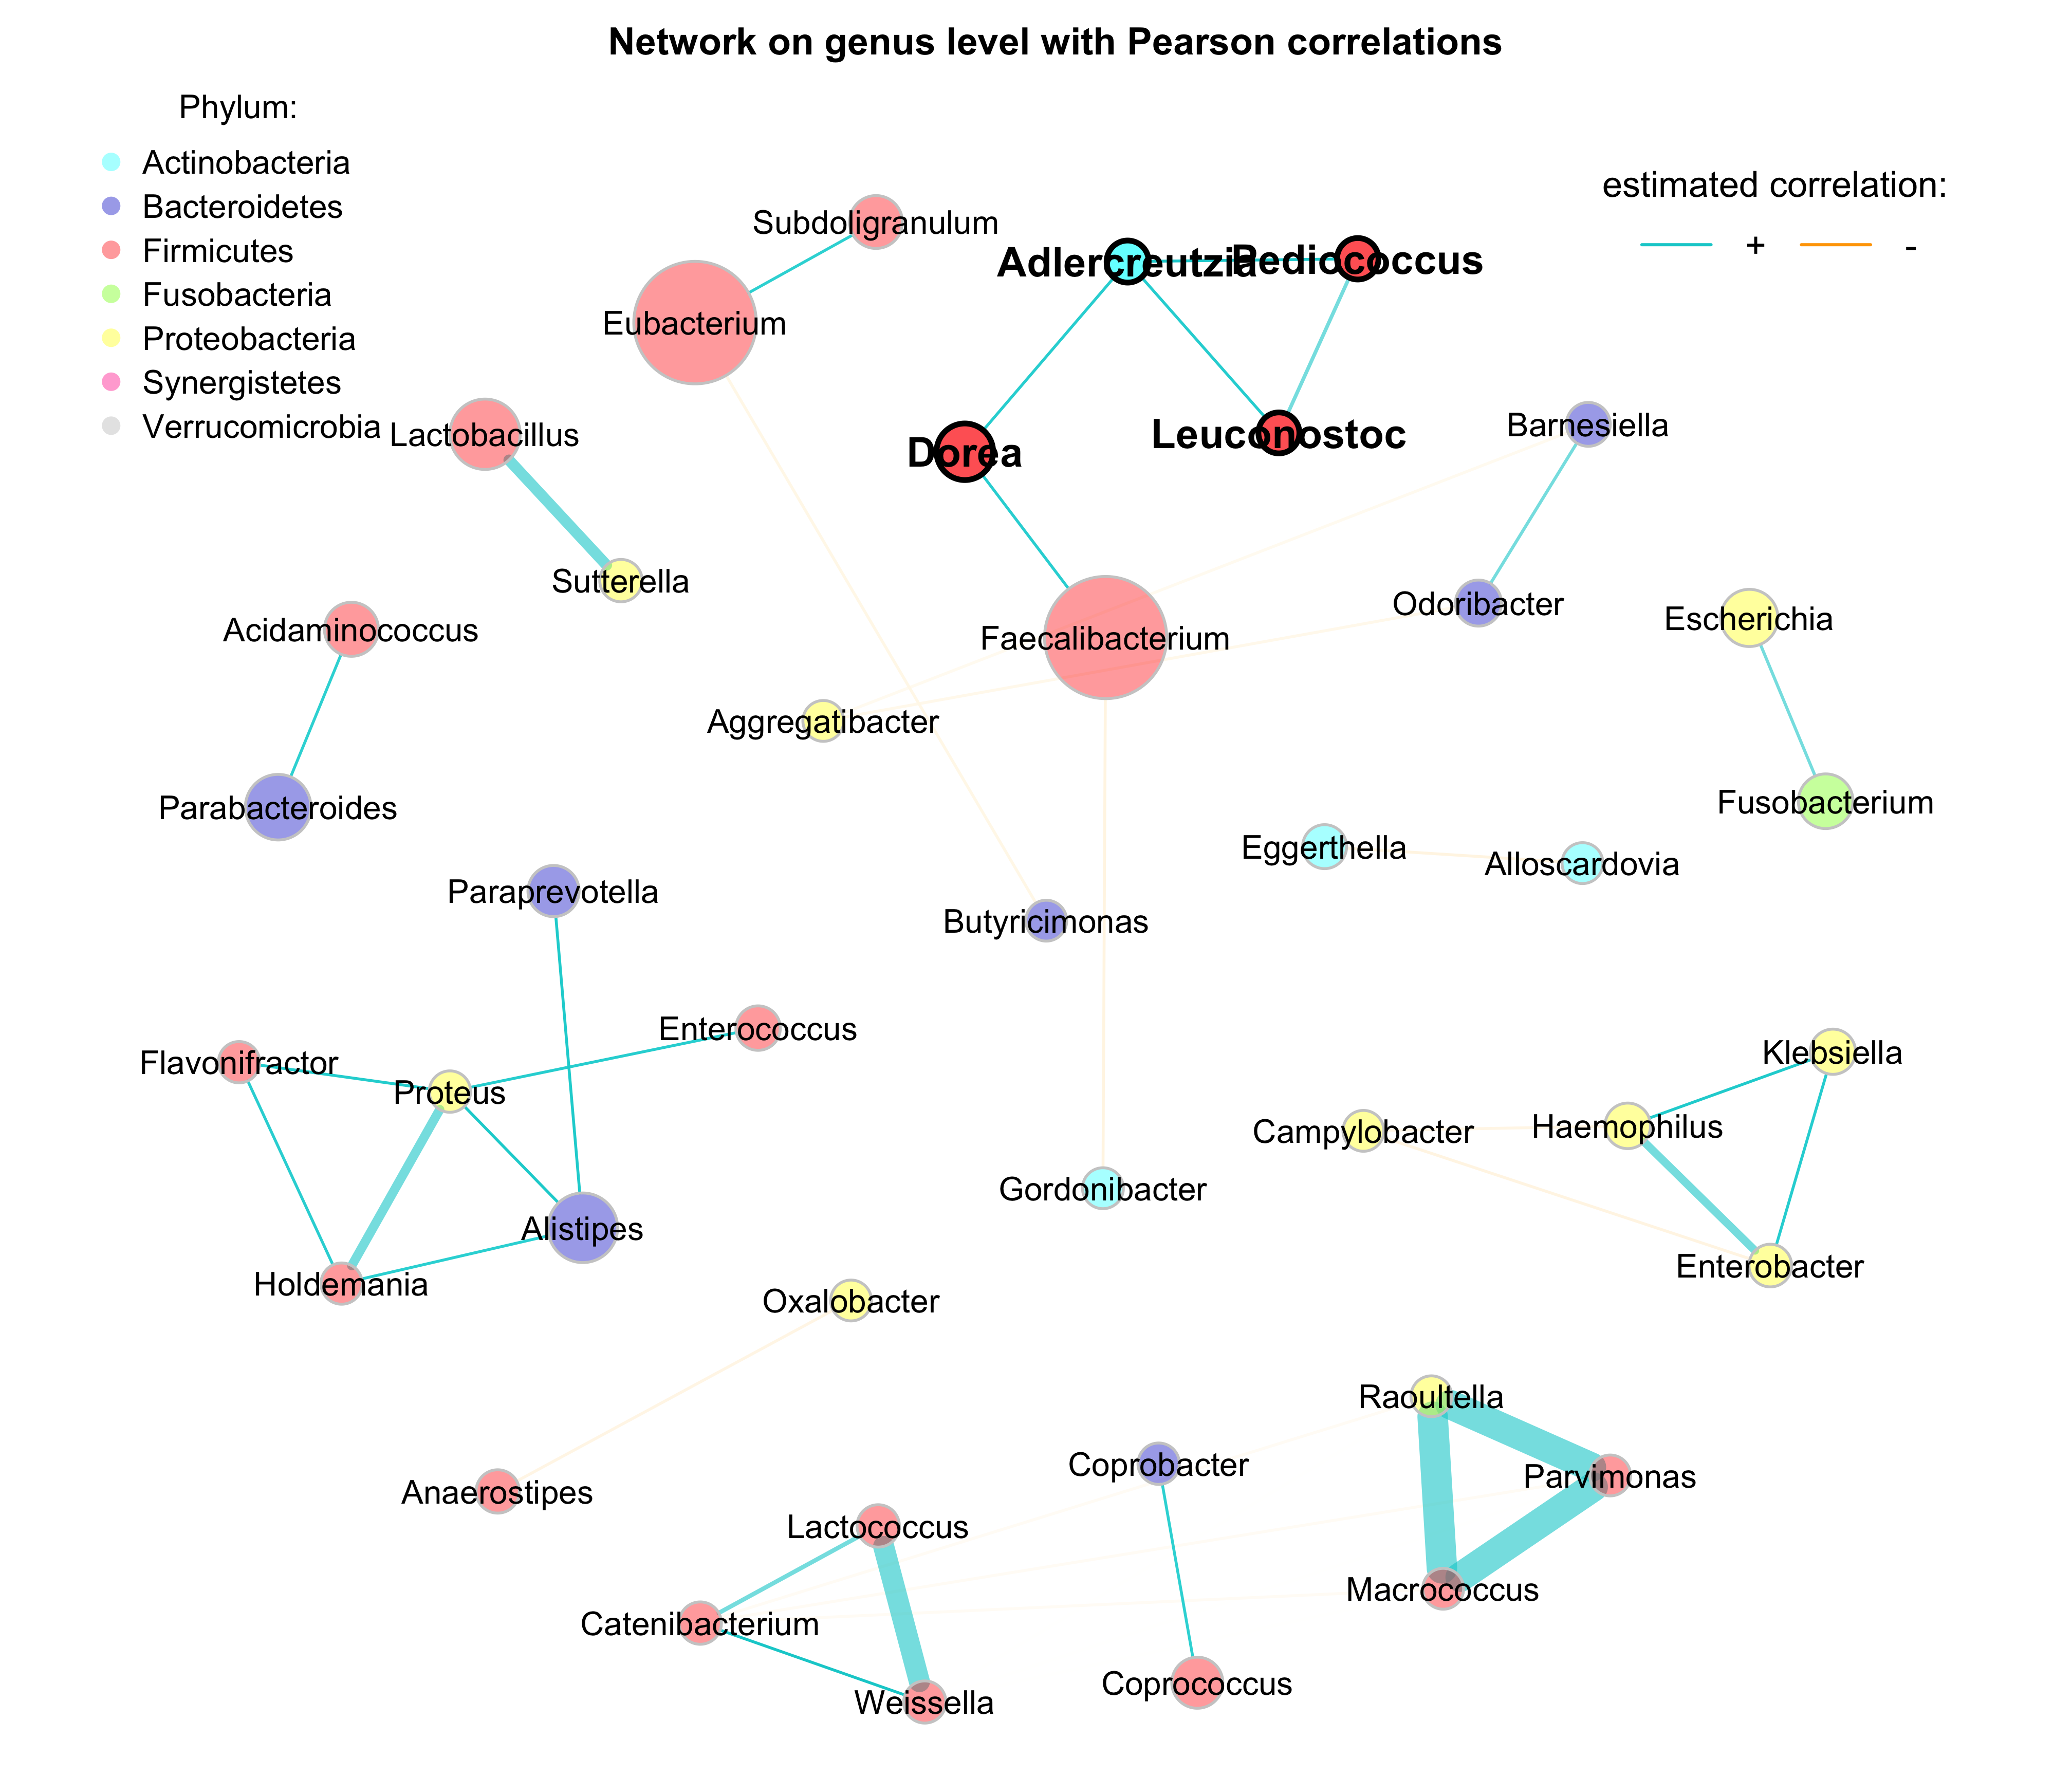 Network on genus level with Pearson correlations
Phylum:
Actinobacteria
Bacteroidetes
Firmicutes
Fusobacteria
Proteobacteria
Synergistetes
Verrucomicrobia
estimated correlation:
+ -
Subdoligranulum
Adlercreutzia
Pediococcus
Eubacterium
Lactobacillus
Dorea
Leuconostoc
Barnesiella
Sutterella
Odoribacter
Escherichia
Acidaminococcus
Faecalibacterium
Aggregatibacter
Parabacteroides
Fusobacterium
Eggerthella
Alloscardovia
Paraprevotella
Butyricimonas
Enterococcus
Flavonifractor
Proteus
Klebsiella
Campylobacter
Haemophilus
Gordonibacter
Alistipes
Holdemania
Enterobacter
Oxalobacter
Raoultella
Coprobacter
Parvimonas
Anaerostipes
Lactococcus
Macrococcus
Catenibacterium
Coprococcus
Weissella